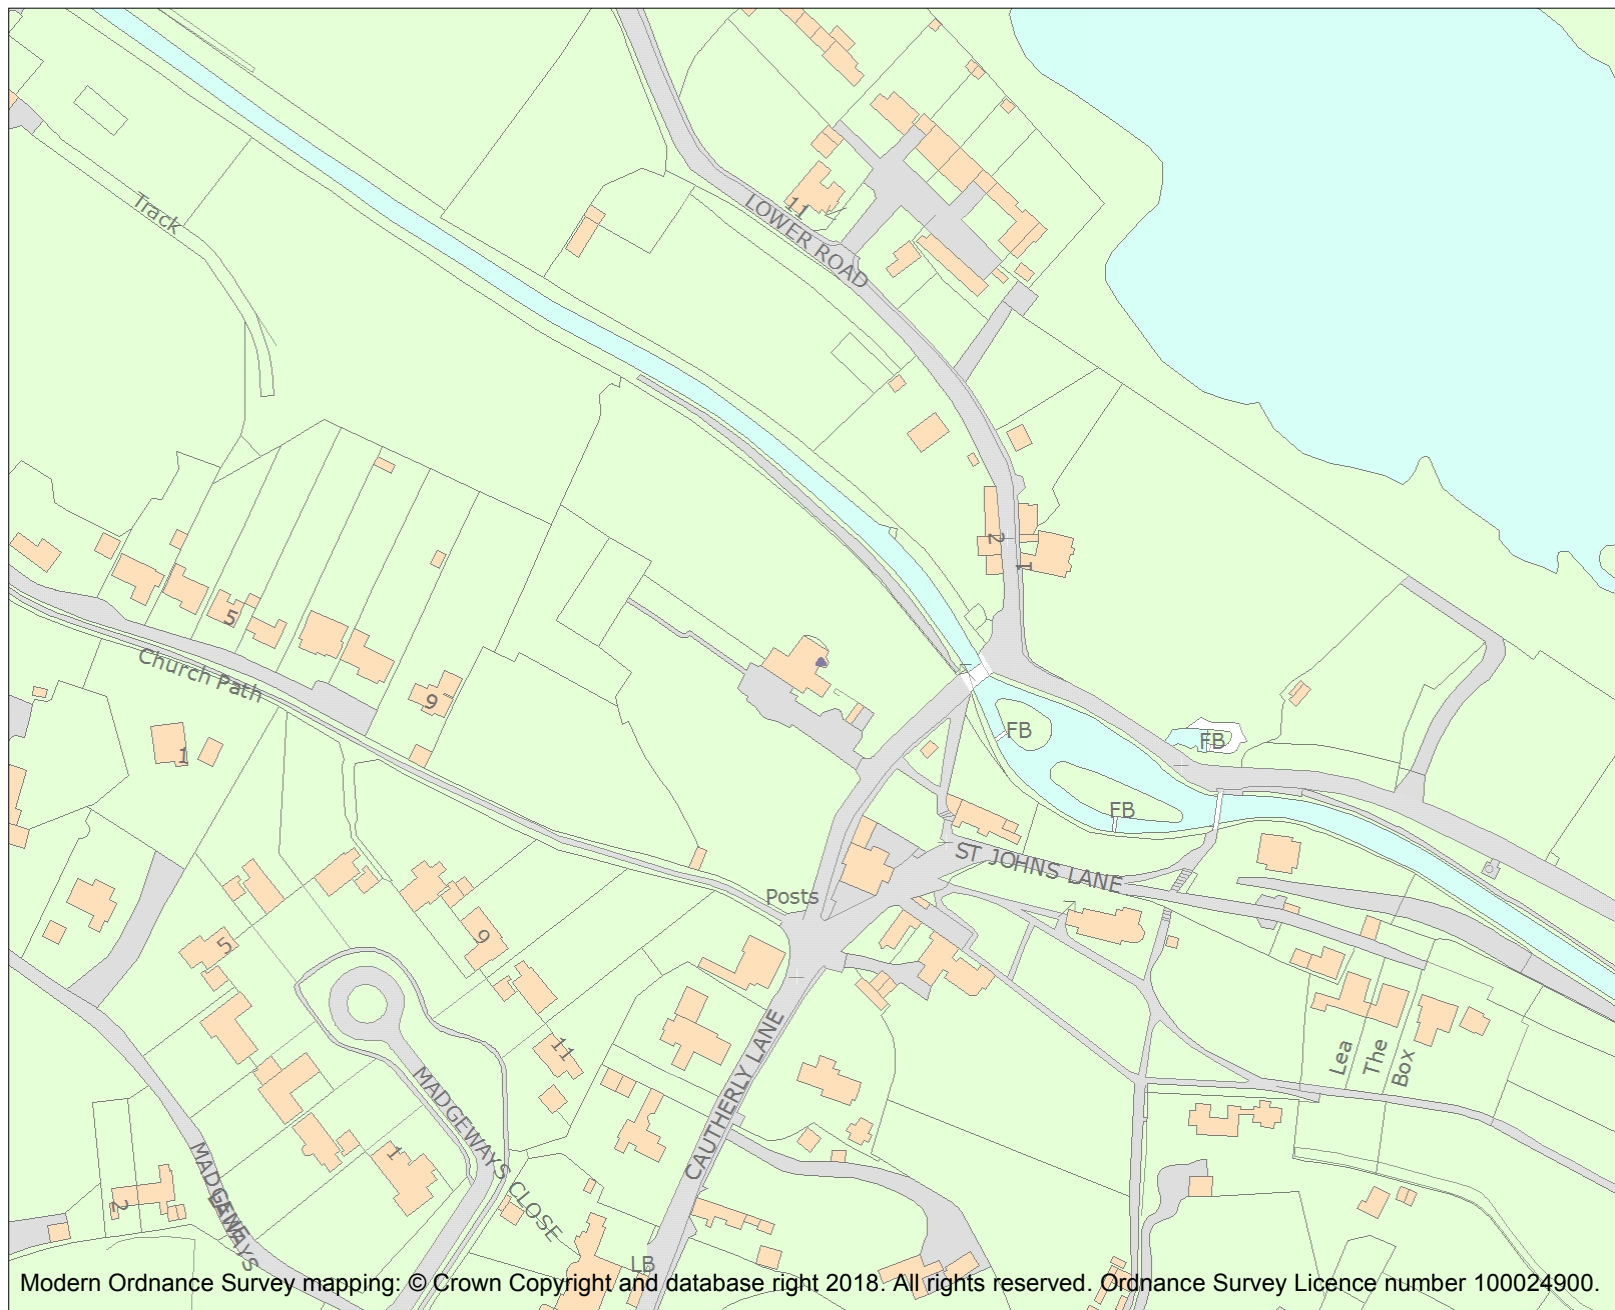 Track
11
LOWER ROAD
2
1
5
Church Path
9
1
FB
FB
FB
ST JOHNS LANE
Posts
5
9
11
Lea
The
Box
MADGEWAYS CLOSE
CAUTHERLY LANE
1
MADGEWAYS
LANE
2
LB
Modern Ordnance Survey mapping: © Crown Copyright and database right 2018. All rights reserved. Ordnance Survey Licence number 100024900.